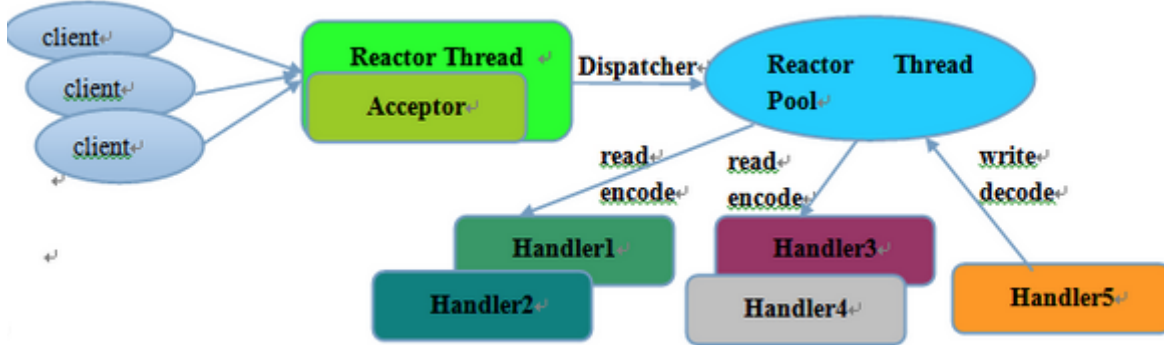 client
client
client
Reactor Thread
Acceptor
Dispatcher
Reactor Thread
Pool
read
encode
read
encode
write
decode
Handler1
Handler2
Handler3
Handler4
Handler5